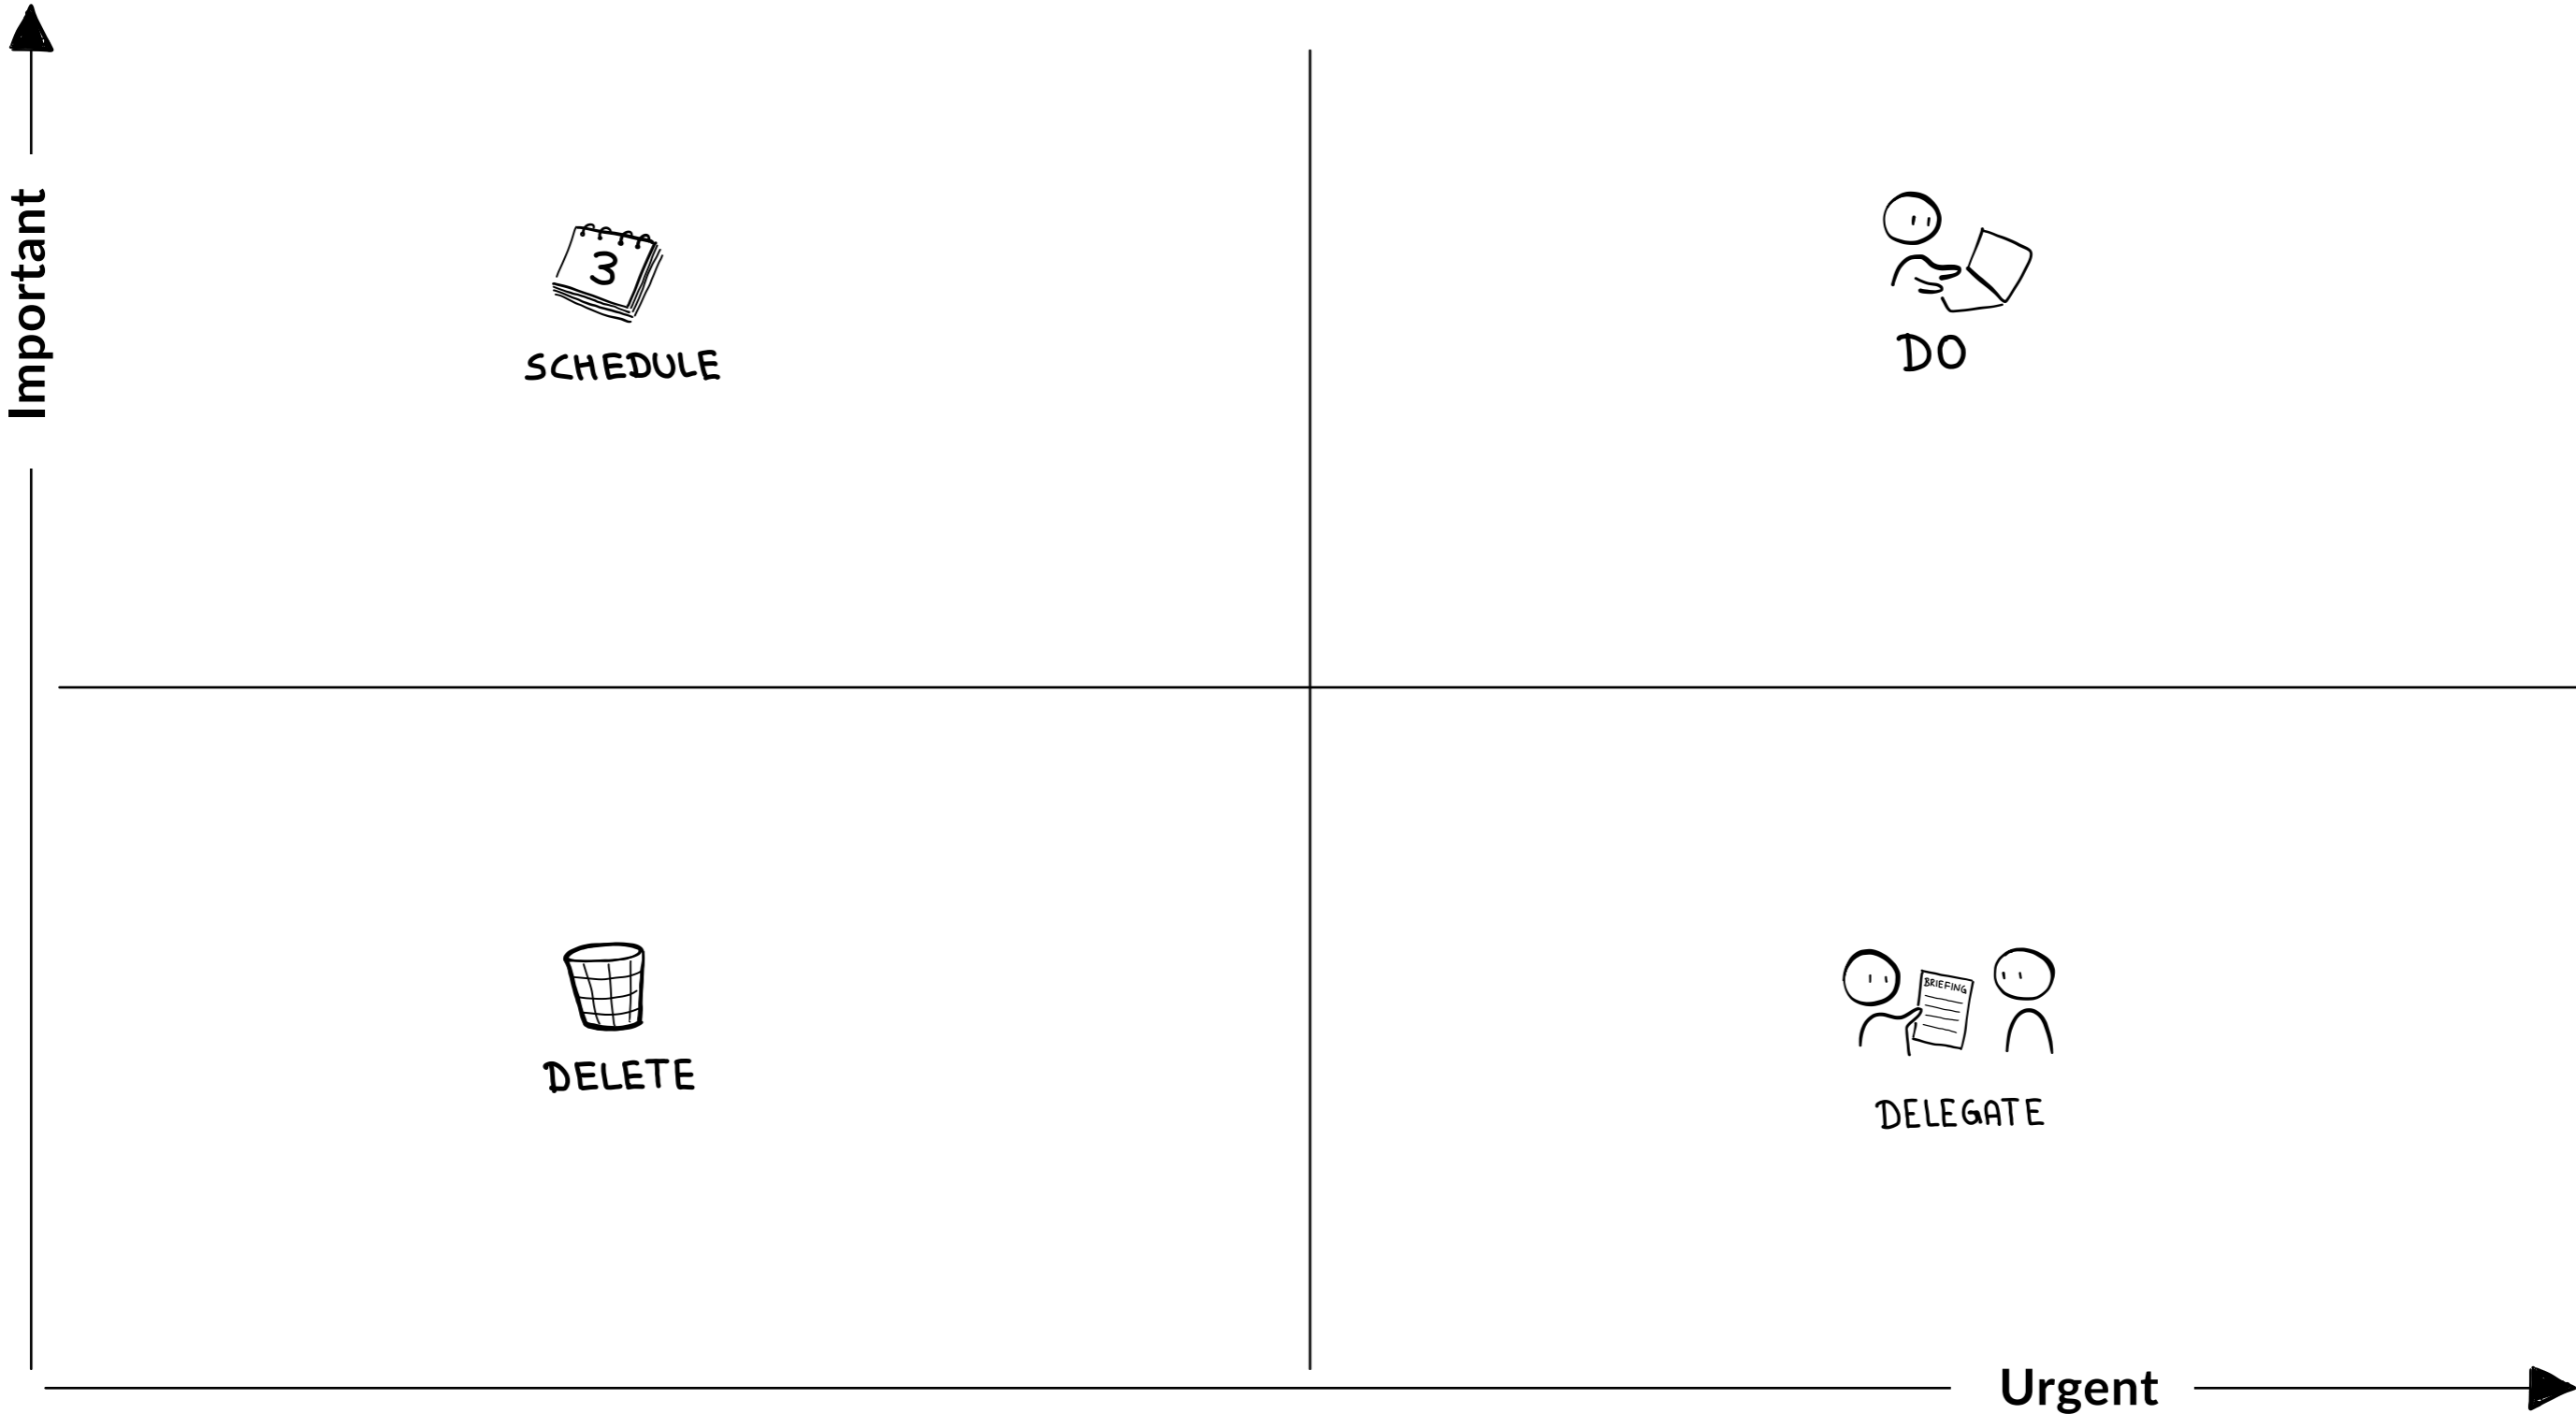 Important
3
SCHEDULE
DO
DELETE
BRIEFING
DELEGATE
Urgent